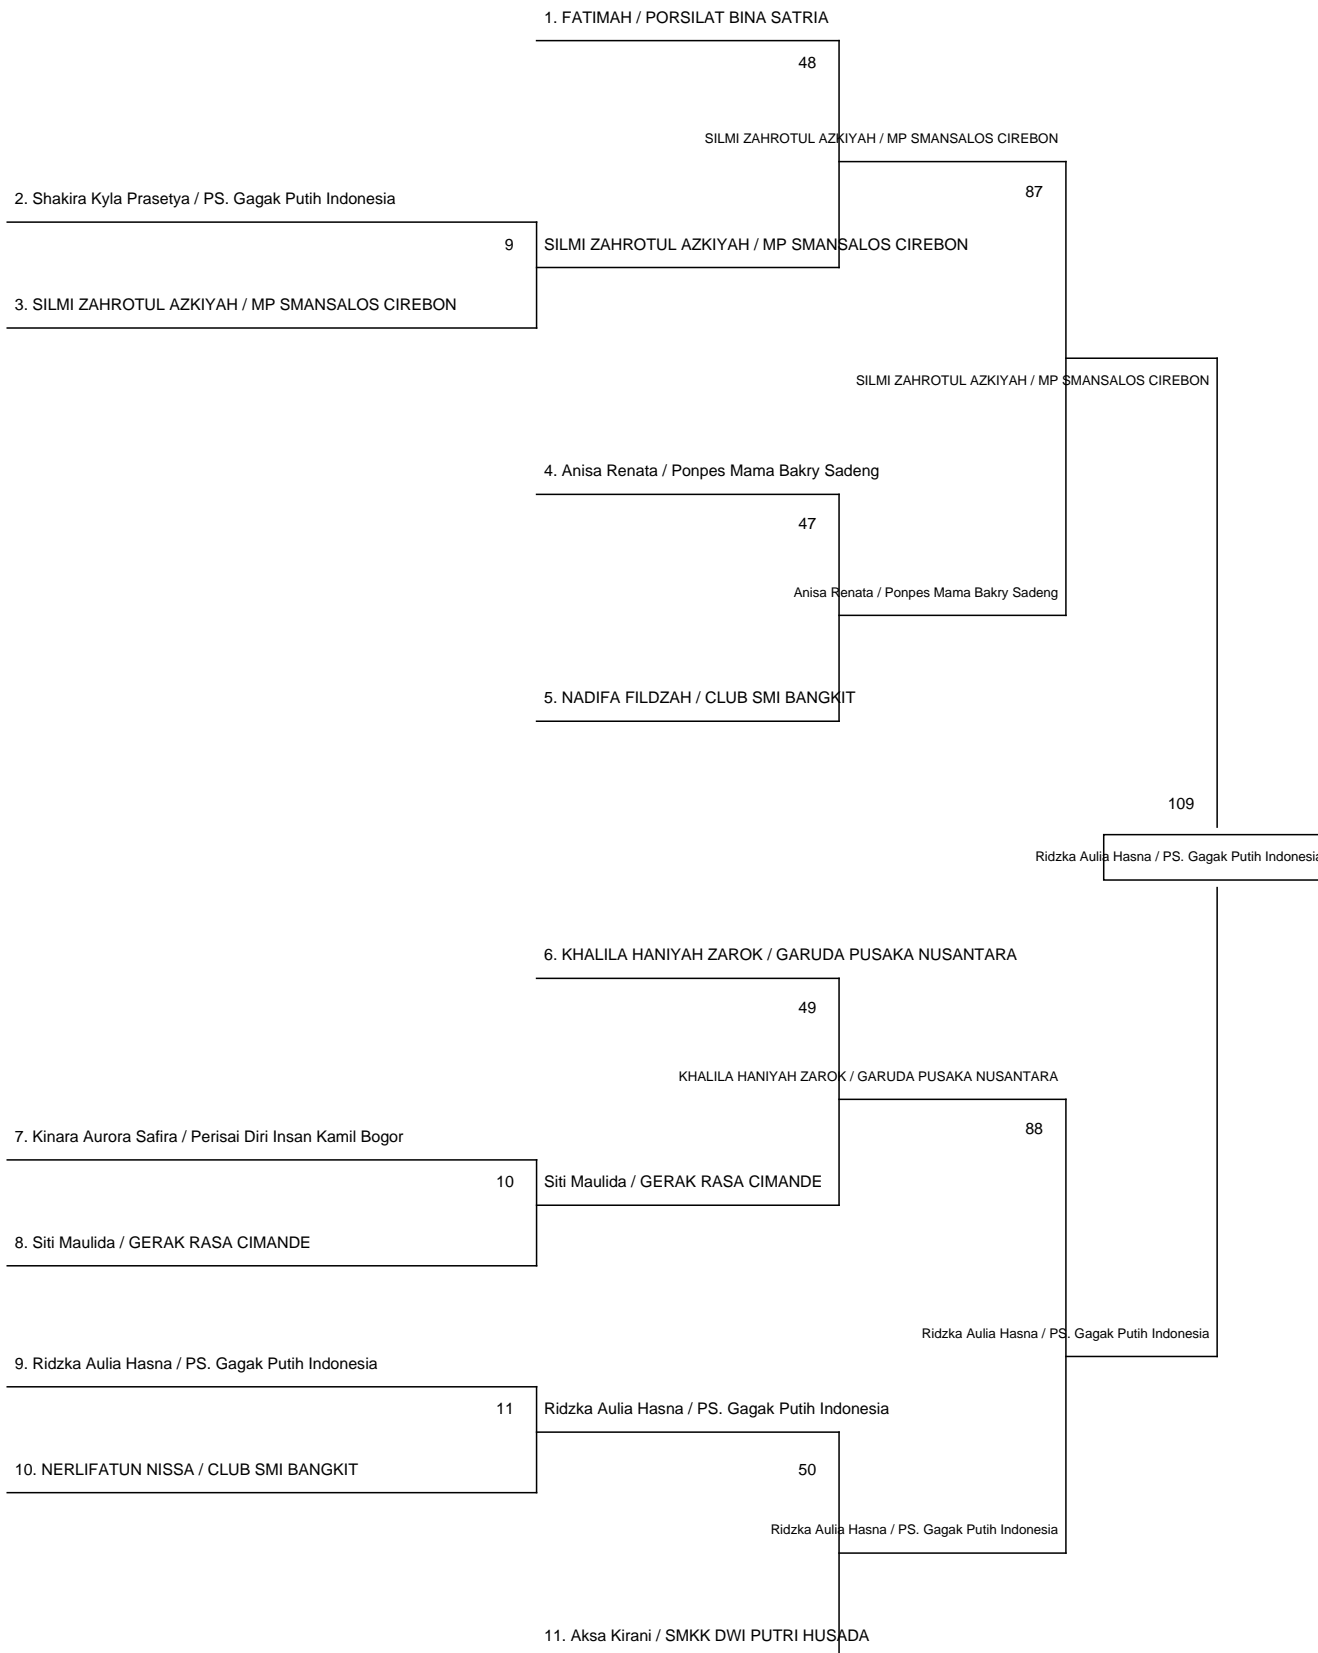 1. FATIMAH / PORSILAT BINA SATRIA
48
SILMI ZAHROTUL AZKIYAH / MP SMANSALOS CIREBON
87
2. Shakira Kyla Prasetya / PS. Gagak Putih Indonesia
9
SILMI ZAHROTUL AZKIYAH / MP SMANSALOS CIREBON
3. SILMI ZAHROTUL AZKIYAH / MP SMANSALOS CIREBON
SILMI ZAHROTUL AZKIYAH / MP SMANSALOS CIREBON
4. Anisa Renata / Ponpes Mama Bakry Sadeng
47
Anisa Renata / Ponpes Mama Bakry Sadeng
5. NADIFA FILDZAH / CLUB SMI BANGKIT
109
Ridzka Aulia Hasna / PS. Gagak Putih Indonesia
6. KHALILA HANIYAH ZAROK / GARUDA PUSAKA NUSANTARA
49
KHALILA HANIYAH ZAROK / GARUDA PUSAKA NUSANTARA
88
7. Kinara Aurora Safira / Perisai Diri Insan Kamil Bogor
10
Siti Maulida / GERAK RASA CIMANDE
8. Siti Maulida / GERAK RASA CIMANDE
Ridzka Aulia Hasna / PS. Gagak Putih Indonesia
9. Ridzka Aulia Hasna / PS. Gagak Putih Indonesia
11
Ridzka Aulia Hasna / PS. Gagak Putih Indonesia
10. NERLIFATUN NISSA / CLUB SMI BANGKIT
50
Ridzka Aulia Hasna / PS. Gagak Putih Indonesia
11. Aksa Kirani / SMKK DWI PUTRI HUSADA